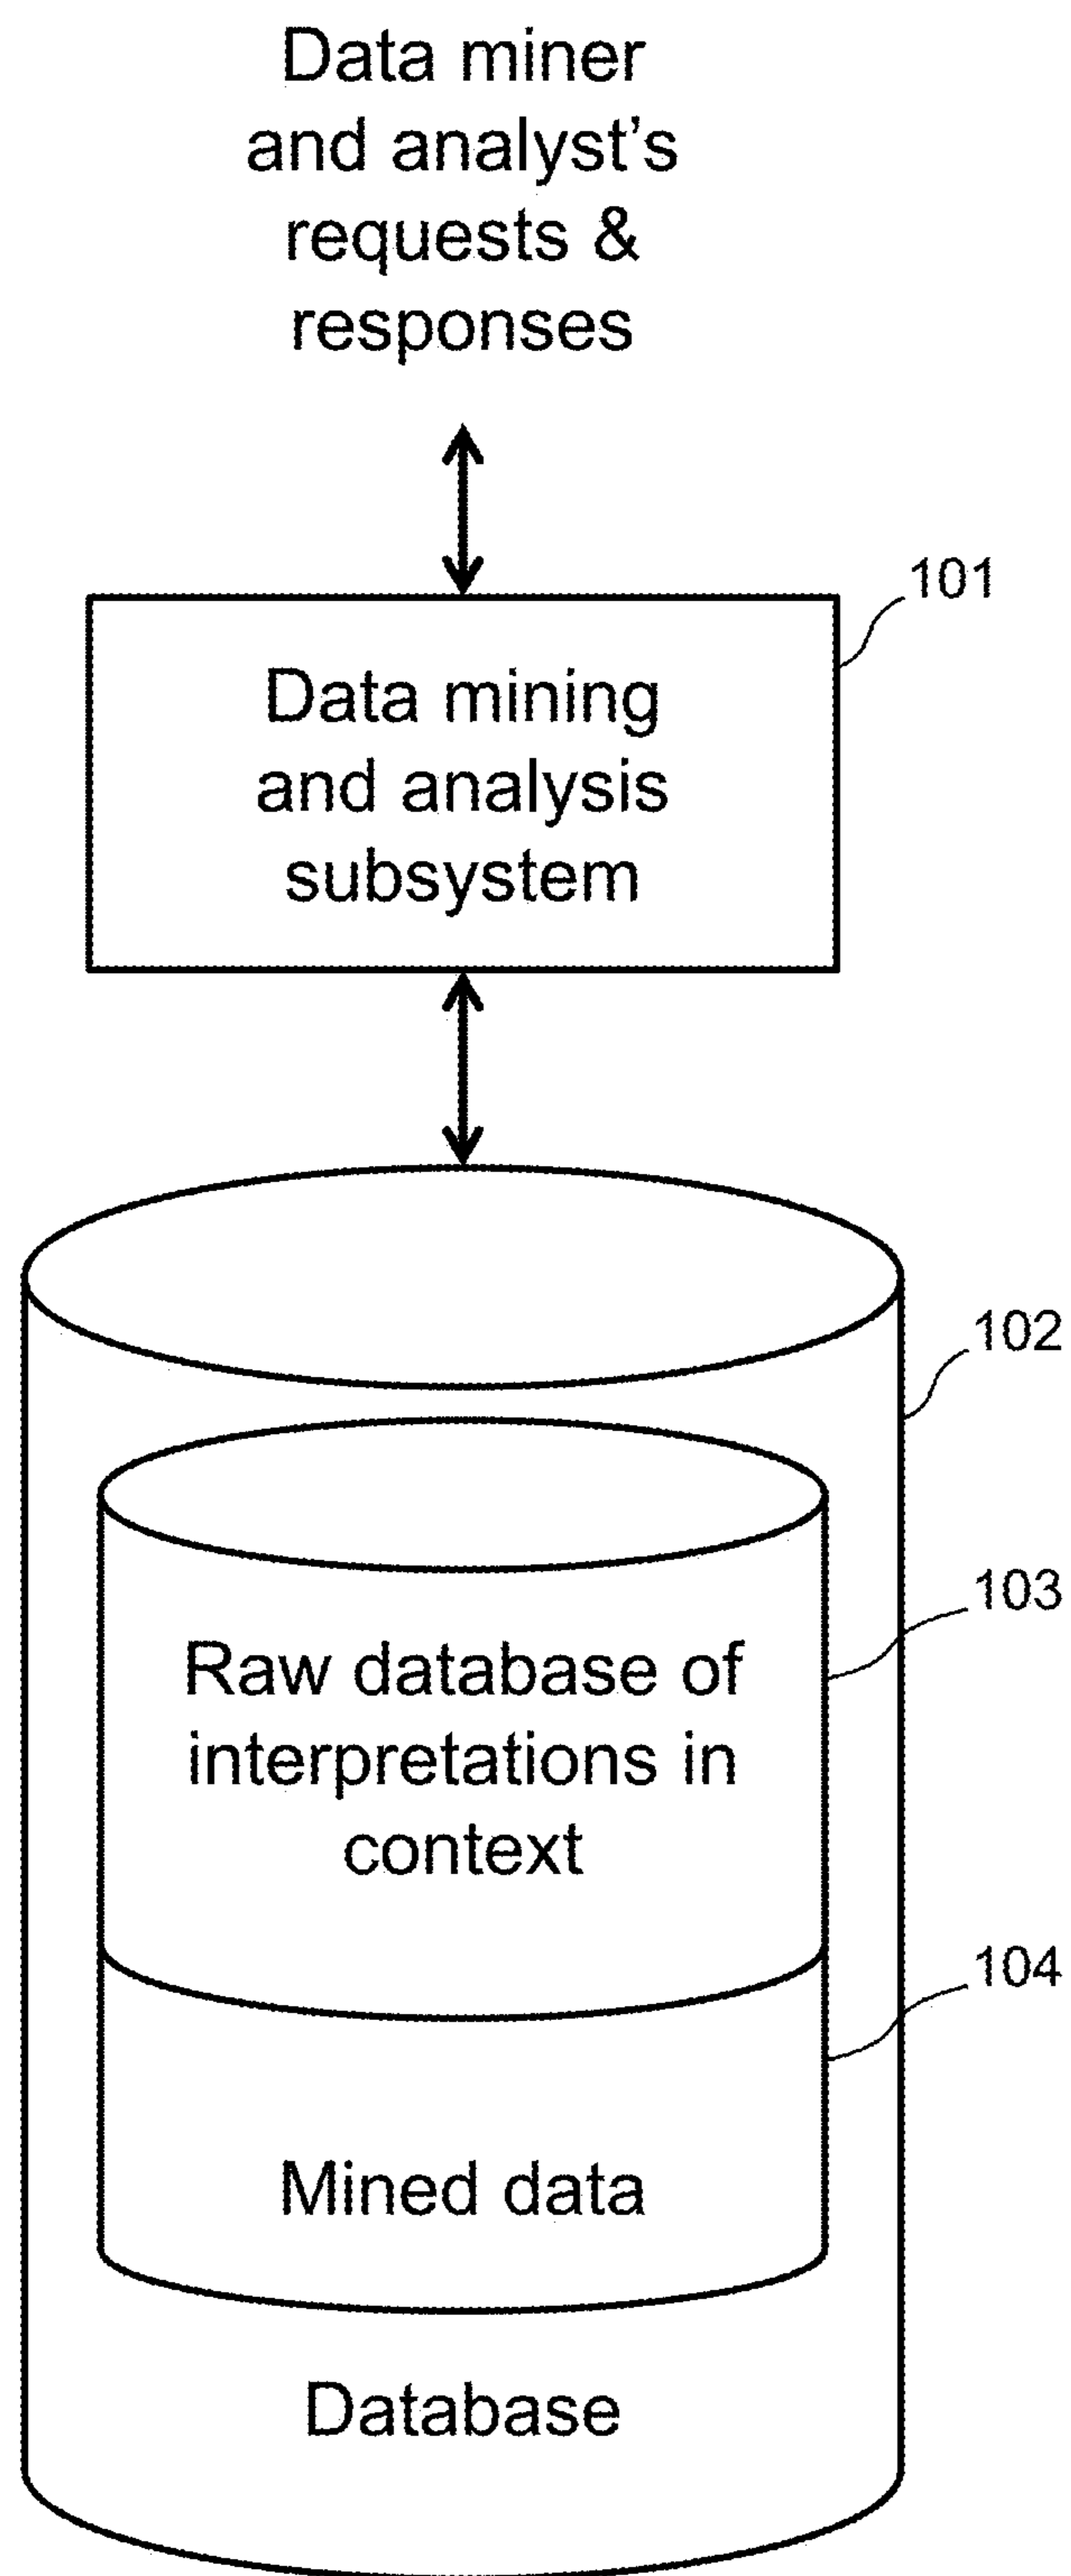 Data miner
and analyst’s
requests &
responses
101
Data mining
and analysis
subsystem
102
103
Raw database of
interpretations in
context
104
Mined data
Database